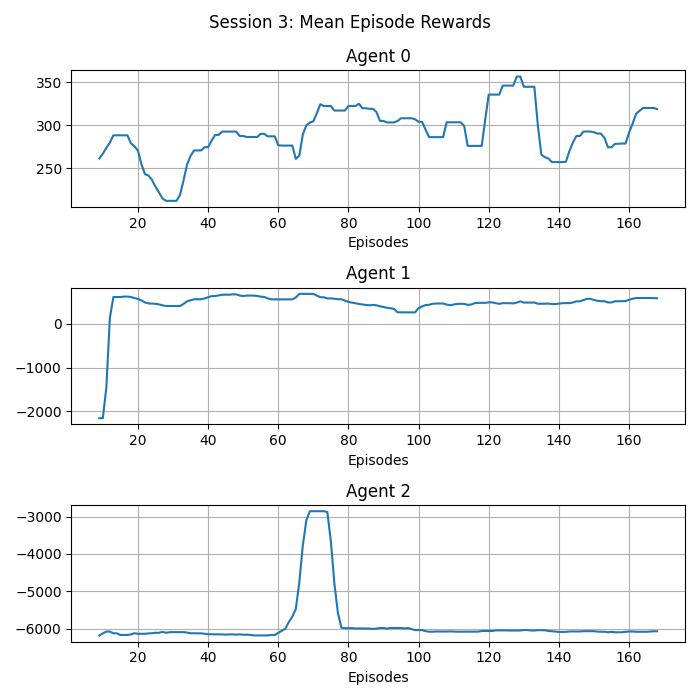 Session 3: Mean Episode Rewards
Agent 0
350
300
250
20 40 60 80 100 120 140 160
Episodes
Agent 1
0
−1000
−2000
20 40 60 80 100 120 140 160
Episodes
Agent 2
−3000
−4000
−5000
−6000
20 40 60 80 100 120 140 160
Episodes